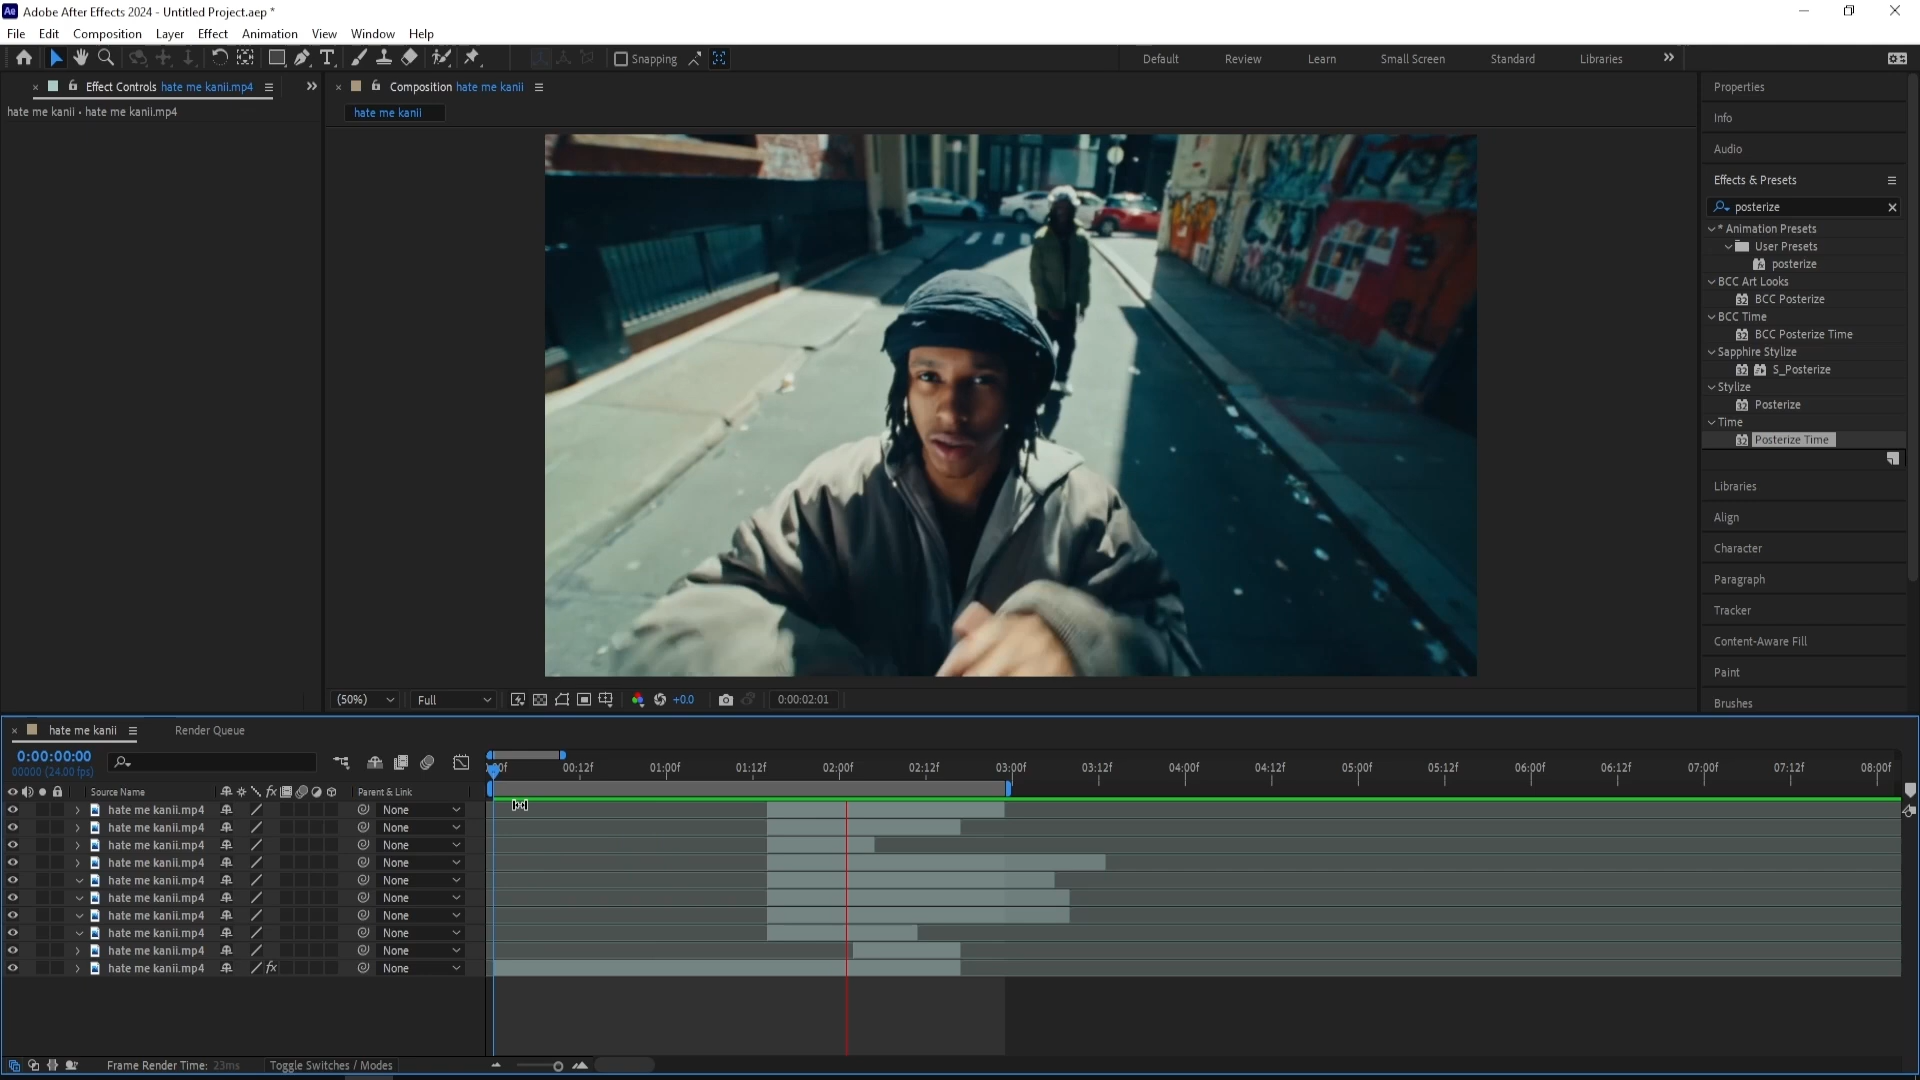 Adobe After Effects 2024 - Untitled Project.aep *
File Edit Composition Layer Effect Animation View Window Help
Snapping Default Review Learn Small Screen Standard Libraries
Effect Controls hate me kanii.mp4
Composition hate me kanii
hate me kanii • hate me kanii.mp4
hate me kanii
Properties
Info
Audio
Effects & Presets
posterize
* Animation Presets
User Presets
posterize
BCC Art Looks
BCC Posterize
BCC Time
BCC Posterize Time
Sapphire Stylize
S_Posterize
Stylize
Posterize
Time
Posterize Time
Libraries
Align
Character
Paragraph
Tracker
Content-Aware Fill
Paint
Brushes
(50%) Full +0.0 0:00:02:01
hate me kanii Render Queue
0:00:00:00
00000 (24.00 fps)
00:12f 01:00f 01:12f 02:00f 02:12f 03:00f 03:12f 04:00f 04:12f 05:00f 05:12f 06:00f 06:12f 07:00f 07:12f 08:00f
Source Name fx Parent & Link
hate me kanii.mp4 None
hate me kanii.mp4 None
hate me kanii.mp4 None
hate me kanii.mp4 None
hate me kanii.mp4 None
hate me kanii.mp4 None
hate me kanii.mp4 None
hate me kanii.mp4 None
hate me kanii.mp4 None
hate me kanii.mp4 fx None
Frame Render Time: 23ms Toggle Switches / Modes